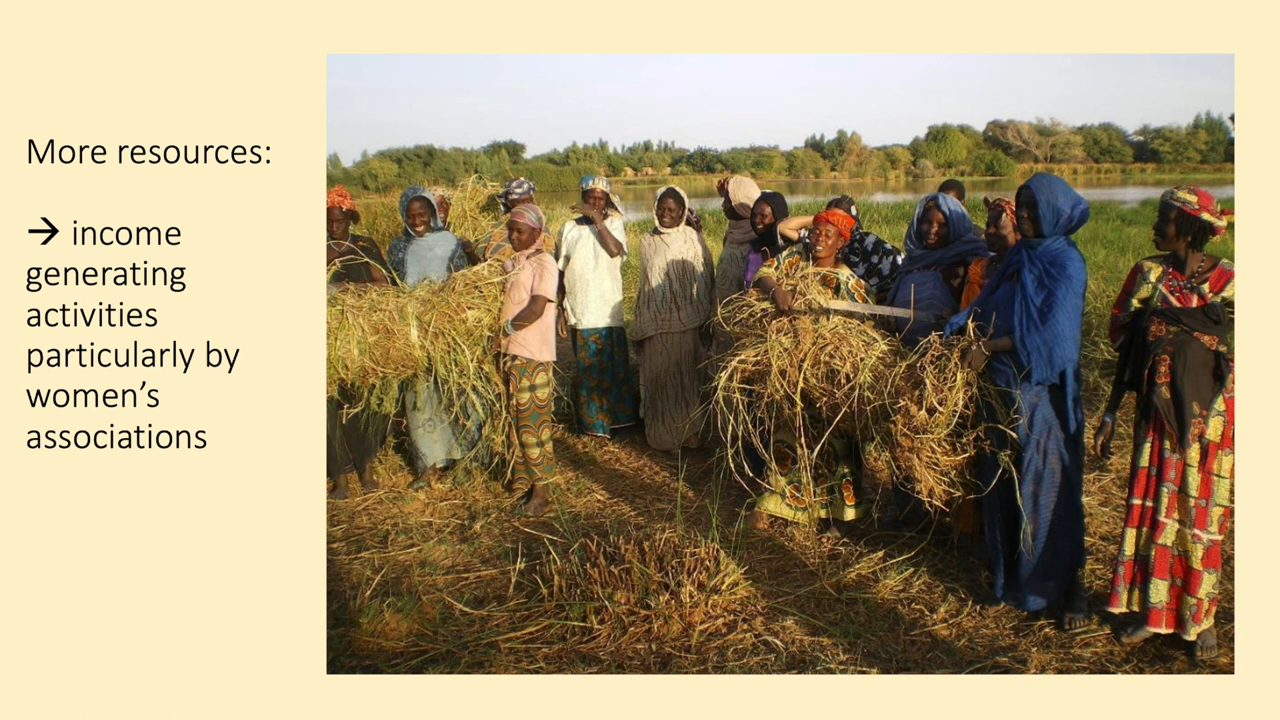 More resources:
→ income
generating
activities
particularly by
women’s
associations